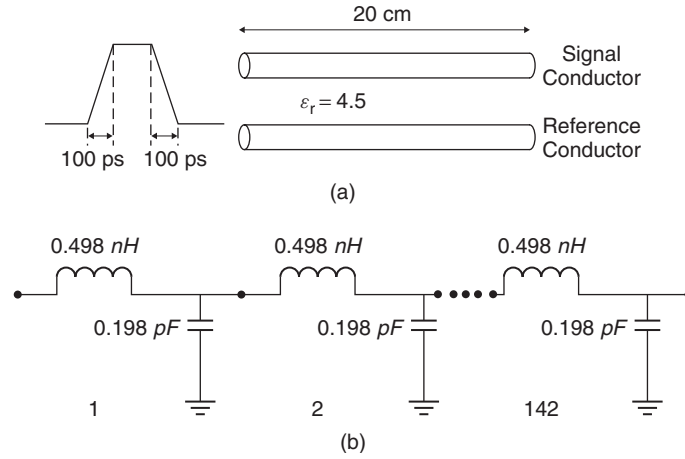 20 cm
Signal
Conductor
εr = 4.5
Reference
Conductor
100 ps 100 ps
(a)
0.498 nH 0.498 nH 0.498 nH
0.198 pF 0.198 pF 0.198 pF
1 2 142
(b)